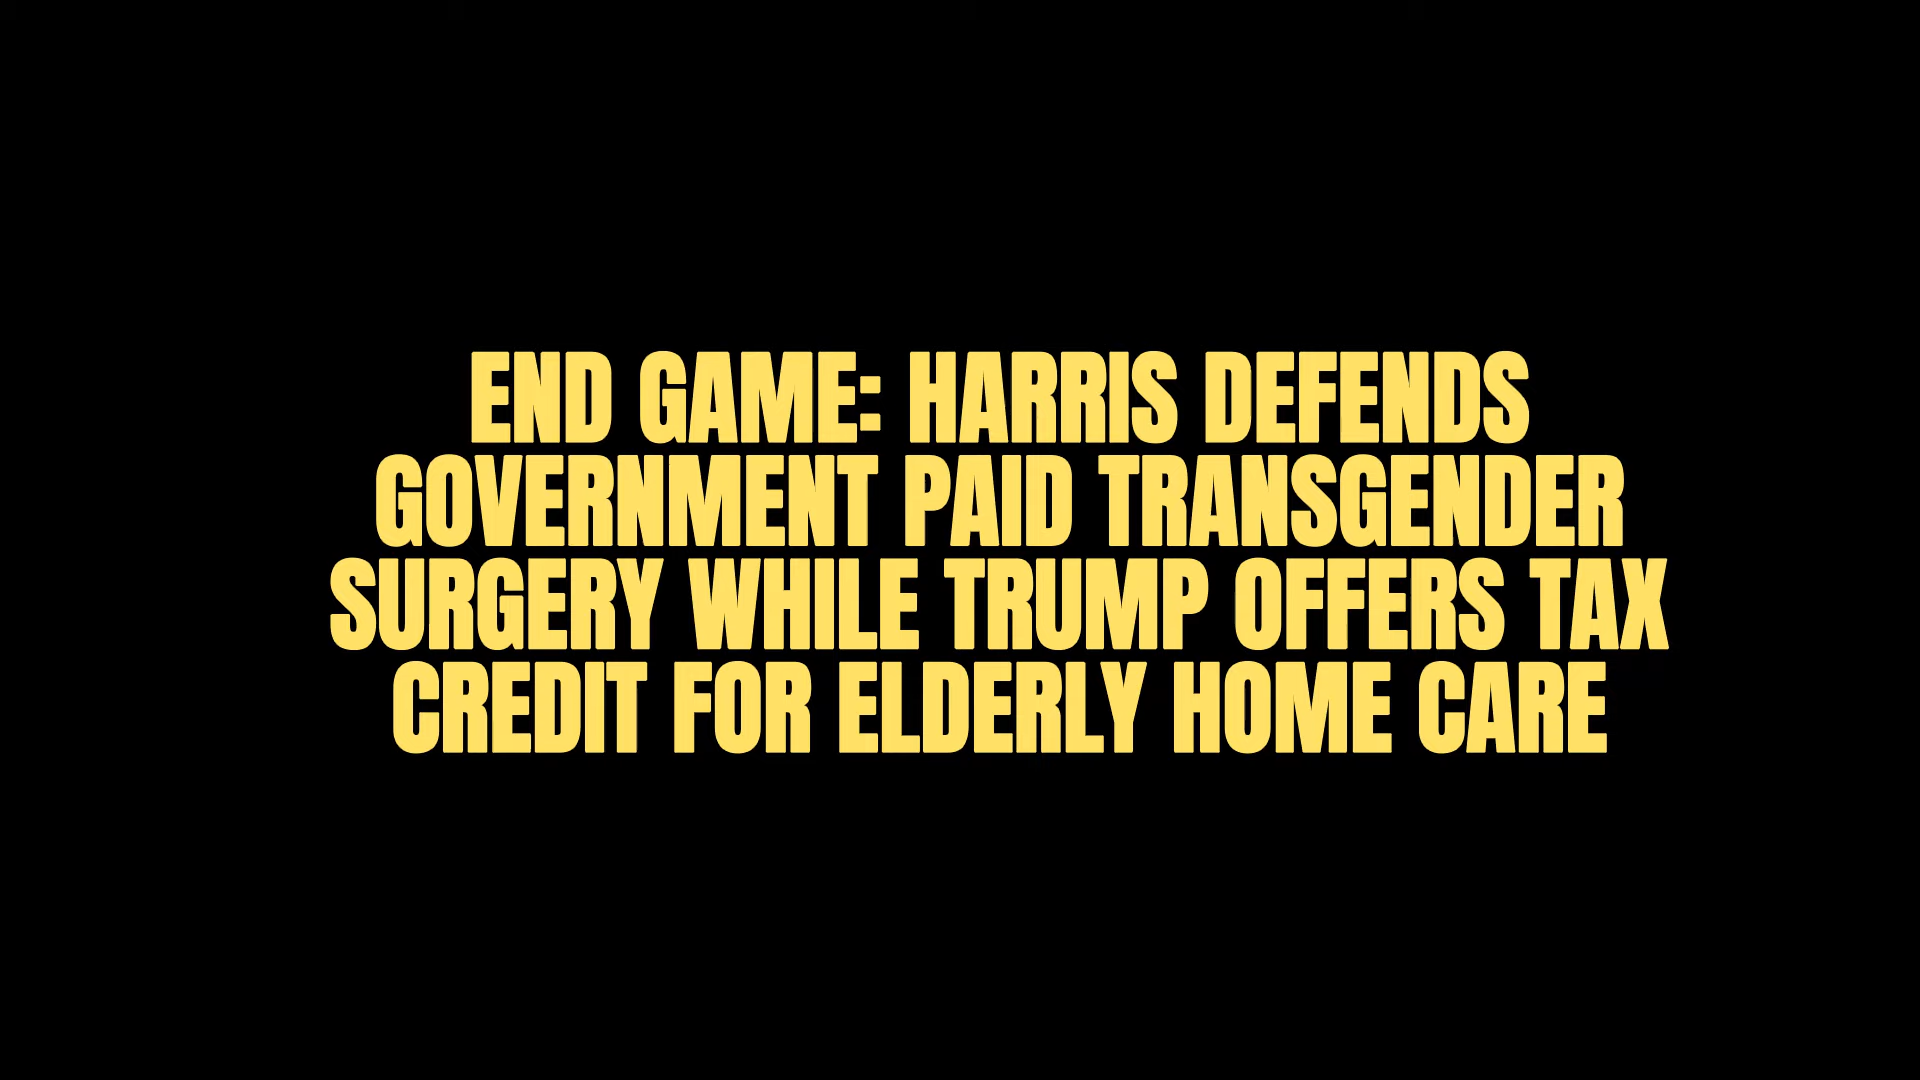 END GAME: HARRIS DEFENDS
GOVERNMENT PAID TRANSGENDER
SURGERY WHILE TRUMP OFFERS TAX
CREDIT FOR ELDERLY HOME CARE